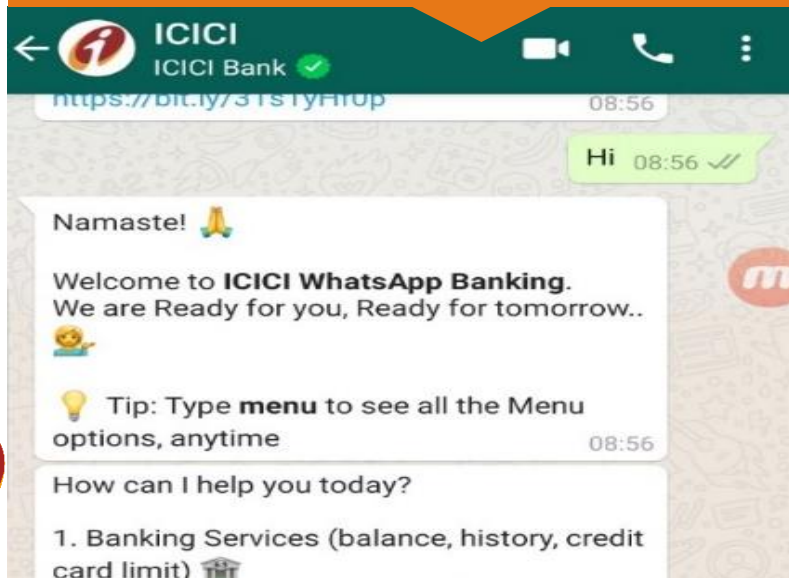 ICICI
ICICI Bank
08:56
Hi 08:56
Namaste! 🙏
Welcome to ICICI WhatsApp Banking.
We are Ready for you, Ready for tomorrow..
💁
💡 Tip: Type menu to see all the Menu
options, anytime 08:56
How can I help you today?
1. Banking Services (balance, history, credit
card limit) 🏦